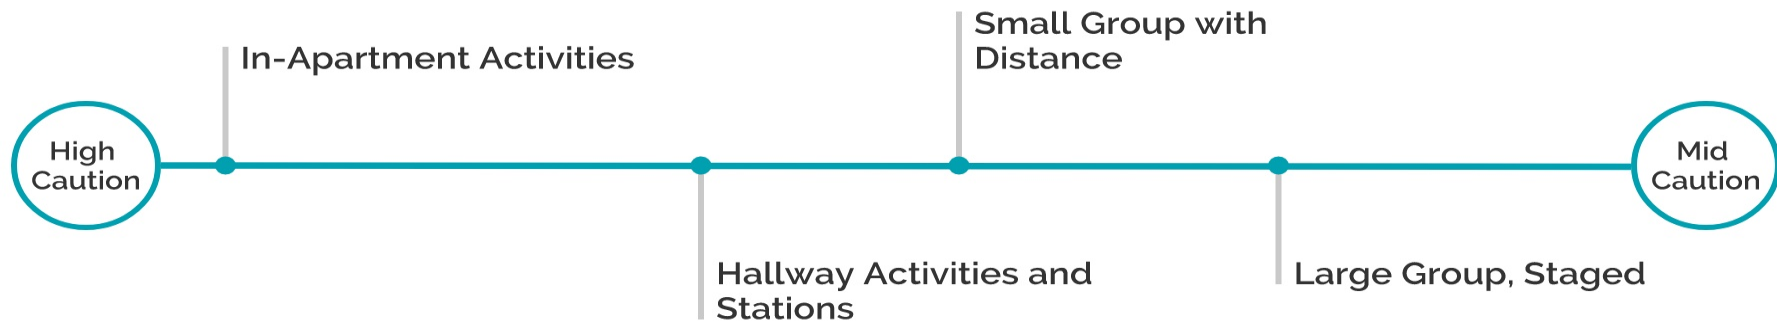 High
Caution
In-Apartment Activities
Hallway Activities and
Stations
Small Group with
Distance
Large Group, Staged
Mid
Caution